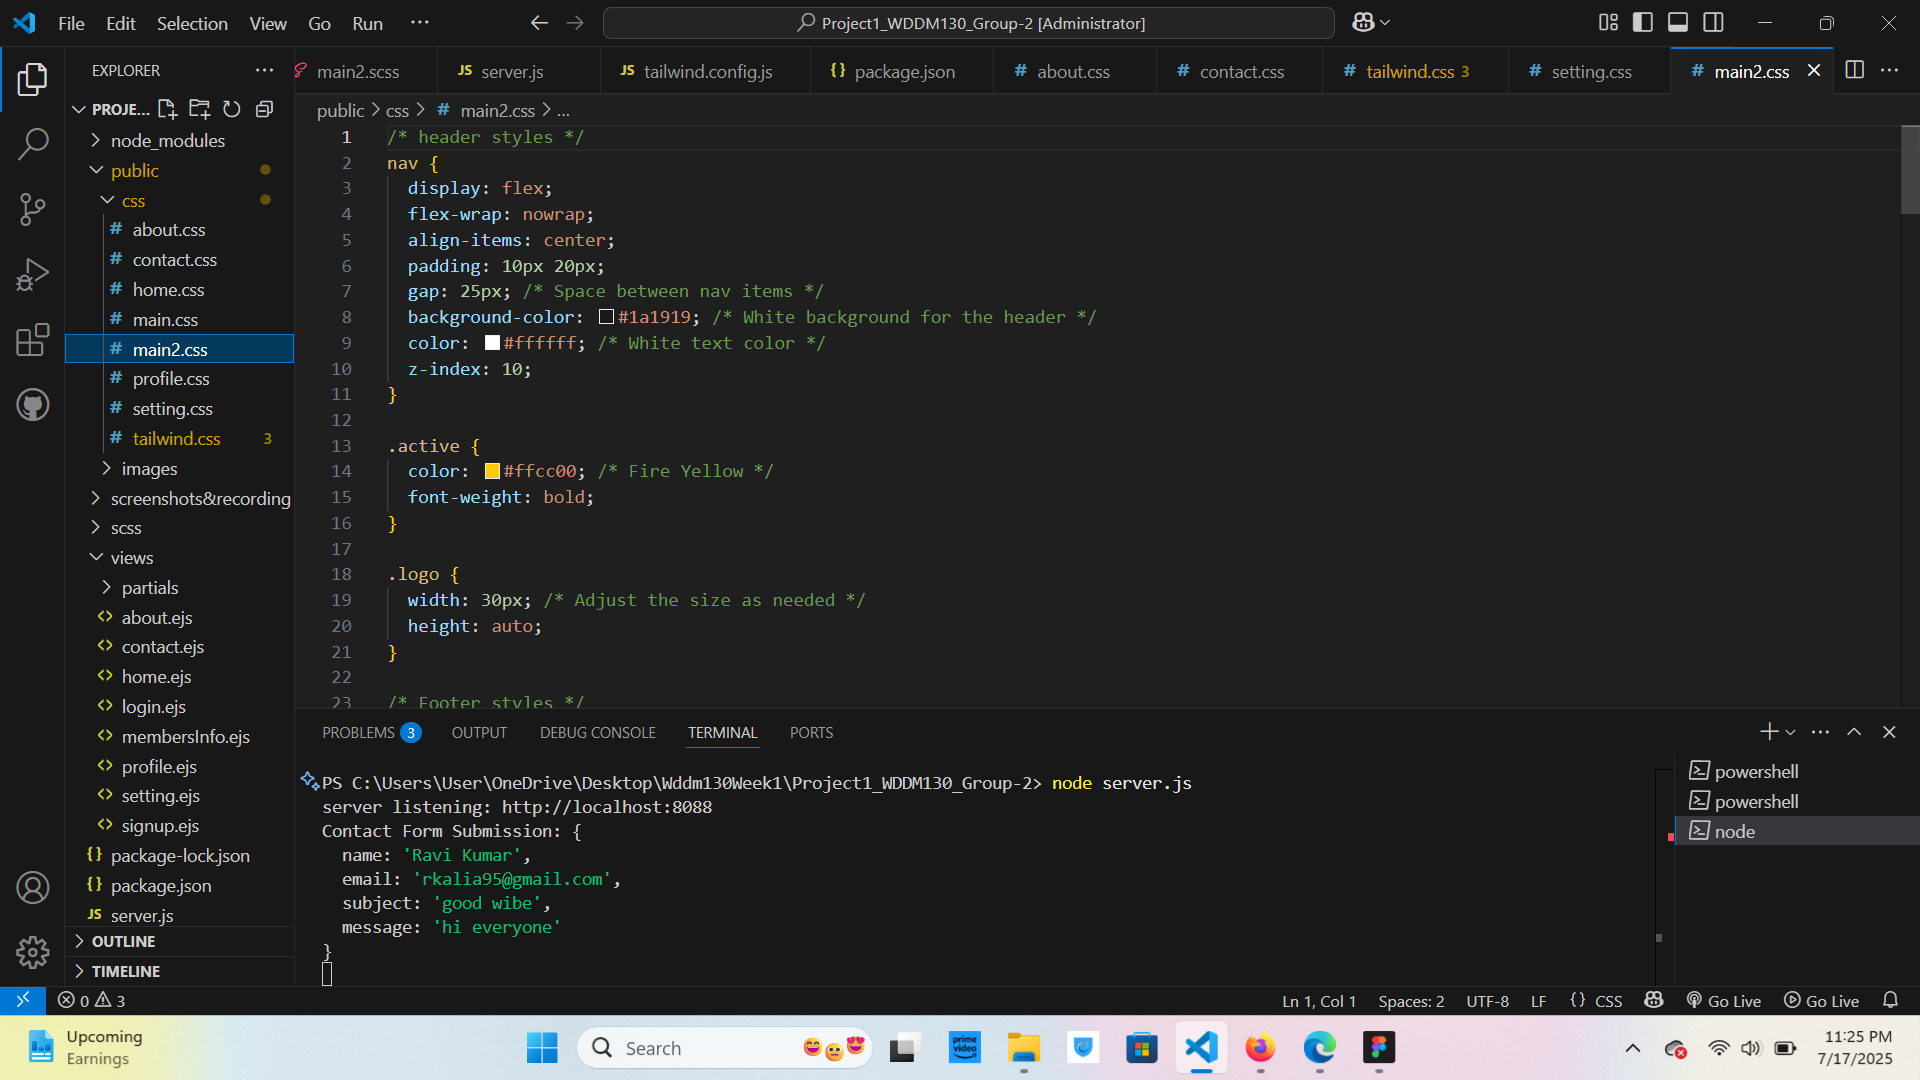 File Edit Selection View Go Run ...
Project1_WDDM130_Group-2 [Administrator]
EXPLORER ...
PROJE...
node_modules
public
css
# about.css
# contact.css
# home.css
# main.css
# main2.css
# profile.css
# setting.css
# tailwind.css 3
images
screenshots&recording
scss
views
partials
<> about.ejs
<> contact.ejs
<> home.ejs
<> login.ejs
<> membersInfo.ejs
<> profile.ejs
<> setting.ejs
<> signup.ejs
{} package-lock.json
{} package.json
JS server.js
OUTLINE
TIMELINE
main2.scss JS server.js JS tailwind.config.js {} package.json # about.css # contact.css # tailwind.css 3 # setting.css # main2.css
public > css > # main2.css > ...
1 /* header styles */
2 nav {
3 display: flex;
4 flex-wrap: nowrap;
5 align-items: center;
6 padding: 10px 20px;
7 gap: 25px; /* Space between nav items */
8 background-color: #1a1919; /* White background for the header */
9 color: #ffffff; /* White text color */
10 z-index: 10;
11 }
12
13 .active {
14 color: #ffcc00; /* Fire Yellow */
15 font-weight: bold;
16 }
17
18 .logo {
19 width: 30px; /* Adjust the size as needed */
20 height: auto;
21 }
22
23 /* Footer styles */
PROBLEMS 3 OUTPUT DEBUG CONSOLE TERMINAL PORTS
PS C:\Users\User\OneDrive\Desktop\Wddm130Week1\Project1_WDDM130_Group-2> node server.js
server listening: http://localhost:8088
Contact Form Submission: {
name: 'Ravi Kumar',
email: 'rkalia95@gmail.com',
subject: 'good wibe',
message: 'hi everyone'
}
powershell
powershell
node
0 3 Ln 1, Col 1 Spaces: 2 UTF-8 LF {} CSS Go Live Go Live
Upcoming
Earnings
Search
prime video
11:25 PM
7/17/2025